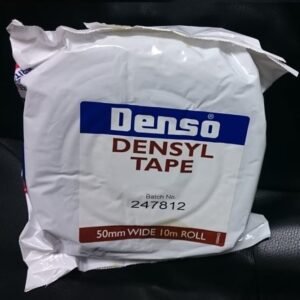 Denso®
DENSYL
TAPE
Batch No.
247812
50mm WIDE 10m ROLL